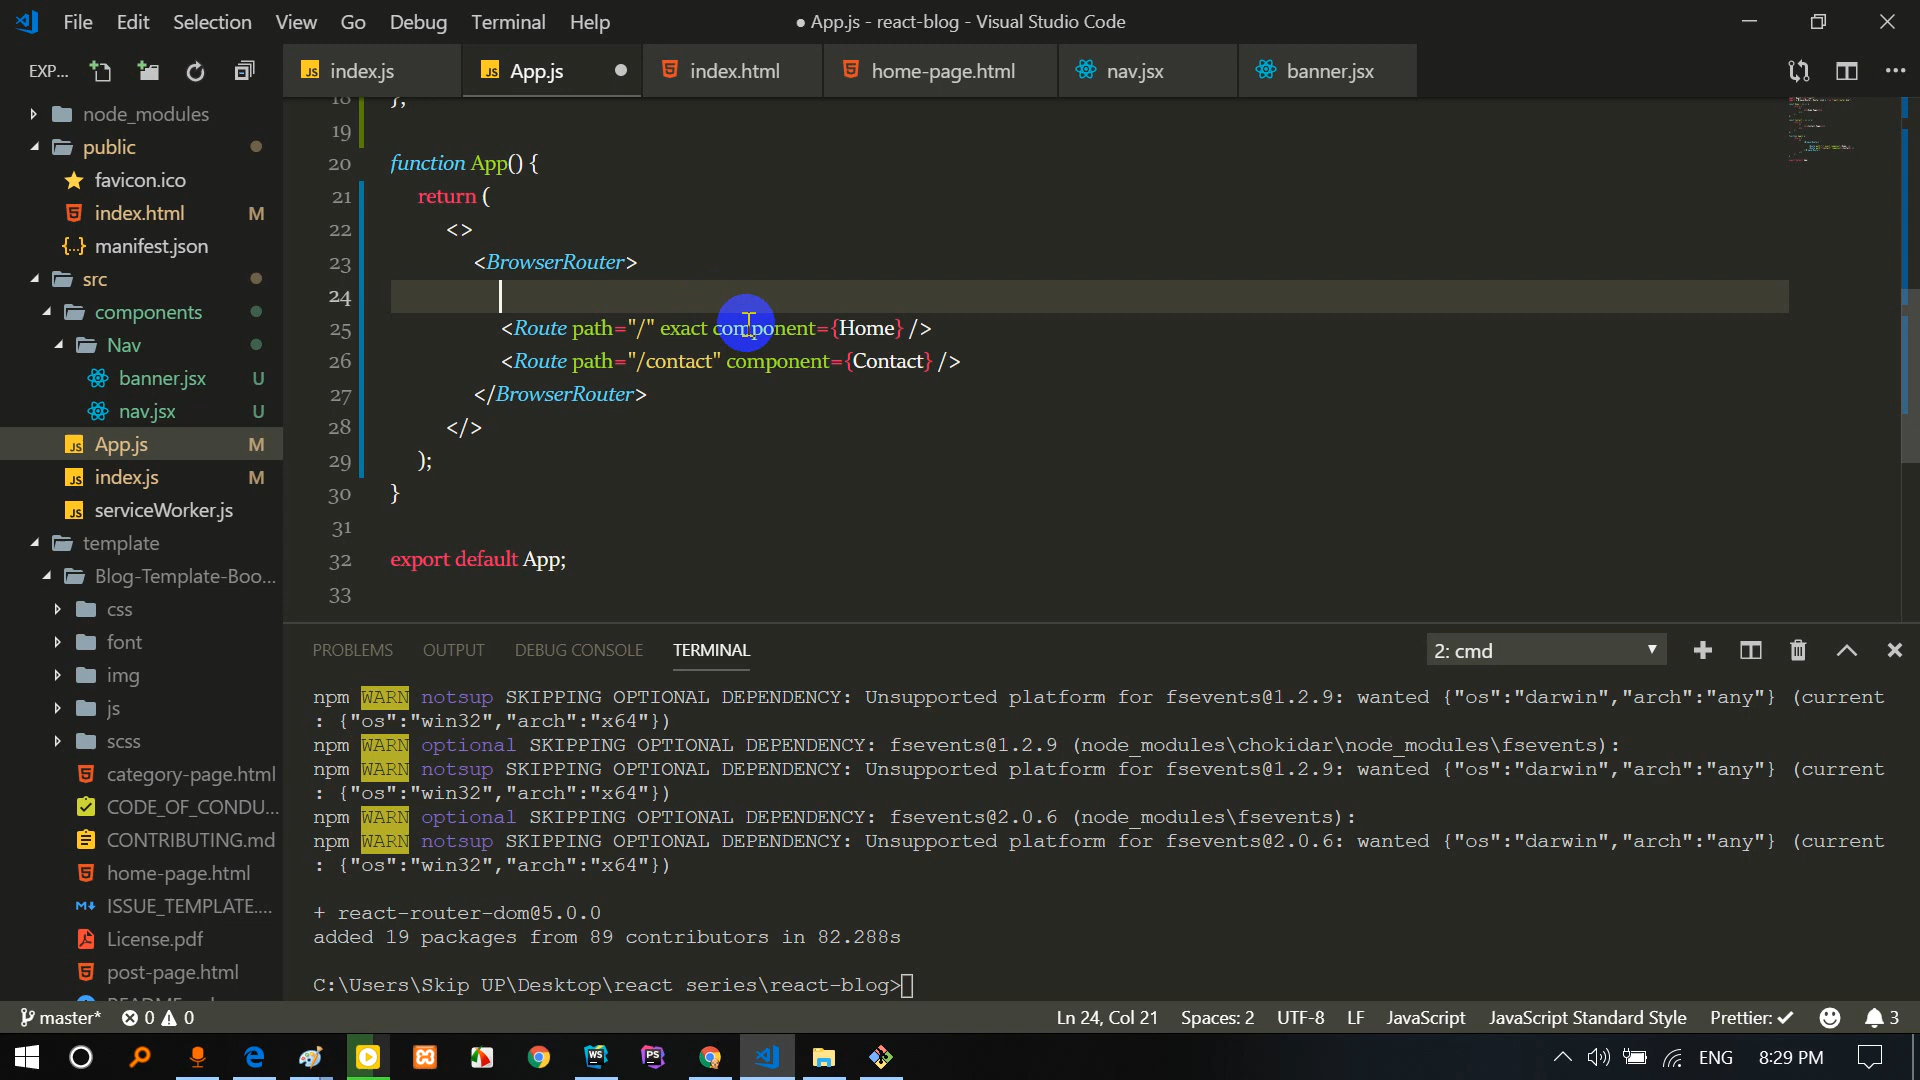 File Edit Selection View Go Debug Terminal Help
● App.js - react-blog - Visual Studio Code
EXP...
index.js
App.js
index.html
home-page.html
nav.jsx
banner.jsx
node_modules
public
favicon.ico
index.html M
manifest.json
src
components
Nav
banner.jsx U
nav.jsx U
App.js M
index.js M
serviceWorker.js
template
Blog-Template-Boo...
css
font
img
js
scss
category-page.html
CODE_OF_CONDU...
CONTRIBUTING.md
home-page.html
ISSUE_TEMPLATE....
License.pdf
post-page.html
18 };
19
20 function App() {
21 return (
22 <>
23 <BrowserRouter>
24
25 <Route path="/" exact component={Home} />
26 <Route path="/contact" component={Contact} />
27 </BrowserRouter>
28 </>
29 );
30 }
31
32 export default App;
33
PROBLEMS OUTPUT DEBUG CONSOLE TERMINAL
2: cmd
npm WARN notsup SKIPPING OPTIONAL DEPENDENCY: Unsupported platform for fsevents@1.2.9: wanted {"os":"darwin","arch":"any"} (current
: {"os":"win32","arch":"x64"})
npm WARN optional SKIPPING OPTIONAL DEPENDENCY: fsevents@1.2.9 (node_modules\chokidar\node_modules\fsevents):
npm WARN notsup SKIPPING OPTIONAL DEPENDENCY: Unsupported platform for fsevents@1.2.9: wanted {"os":"darwin","arch":"any"} (current
: {"os":"win32","arch":"x64"})
npm WARN optional SKIPPING OPTIONAL DEPENDENCY: fsevents@2.0.6 (node_modules\fsevents):
npm WARN notsup SKIPPING OPTIONAL DEPENDENCY: Unsupported platform for fsevents@2.0.6: wanted {"os":"darwin","arch":"any"} (current
: {"os":"win32","arch":"x64"})
+ react-router-dom@5.0.0
added 19 packages from 89 contributors in 82.288s
C:\Users\Skip UP\Desktop\react series\react-blog>
master* 0 0
Ln 24, Col 21 Spaces: 2 UTF-8 LF JavaScript JavaScript Standard Style Prettier: ✓ 3
ENG 8:29 PM